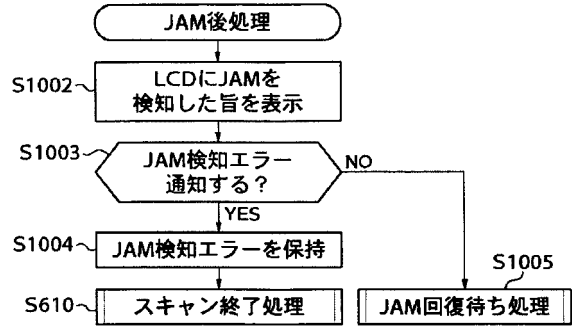 JAM後処理
S1002
LCDにJAMを
検知した旨を表示
S1003
JAM検知エラー
通知する?
NO
YES
S1004
JAM検知エラーを保持
S1005
S610
スキャン終了処理
JAM回復待ち処理